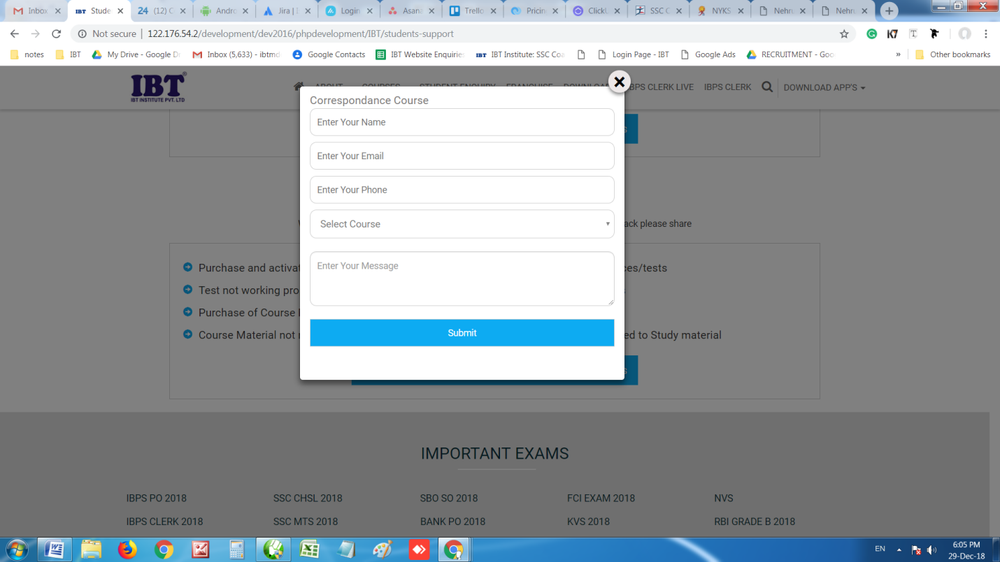 Inbox IBT Stude 24 (12) C Andro Jira | Login Asana Trello Pricin ClickU SSC NYKS Nehru Nehru
Not secure | 122.176.54.2/development/dev2016/phpdevelopment/IBT/students-support
notes IBT My Drive - Google Dr Inbox (5,633) - ibtmd Google Contacts IBT Website Enquiries IBT IBT Institute: SSC Coa Login Page - IBT Google Ads RECRUITMENT - Goo » Other bookmarks
IBT
IBT INSTITUTE PVT. LTD
ABOUT COURSES STUDENT ENQUIRY FRANCHISE DOWNLOAD IBPS CLERK LIVE IBPS CLERK DOWNLOAD APP'S
Correspondance Course
Enter Your Name
Enter Your Email
Enter Your Phone
Select Course
ack please share
Enter Your Message
Purchase and activat ces/tests
Test not working pro
Purchase of Course
Course Material not ed to Study material
Submit
IMPORTANT EXAMS
IBPS PO 2018 SSC CHSL 2018 SBO SO 2018 FCI EXAM 2018 NVS
IBPS CLERK 2018 SSC MTS 2018 BANK PO 2018 KVS 2018 RBI GRADE B 2018
EN 6:05 PM
29-Dec-18